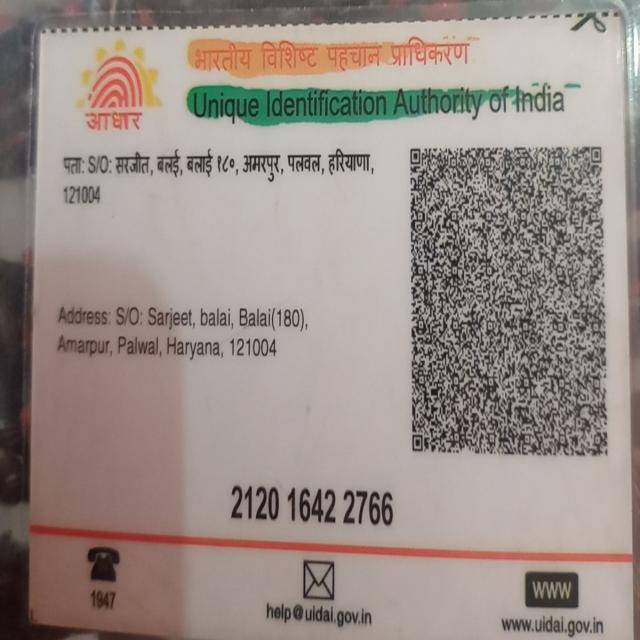 भारतीय विशिष्ट पहचान प्राधिकरण
Unique Identification Authority of India
आधार
पता: S/O: सरजीत, बलई, बलाई १८०, अमरपुर, पलवल, हरियाणा,
121004
Address: S/O: Sarjeet, balai, Balai(180),
Amarpur, Palwal, Haryana, 121004
2120 1642 2766
1947
help@uidai.gov.in
WWW
www.uidai.gov.in